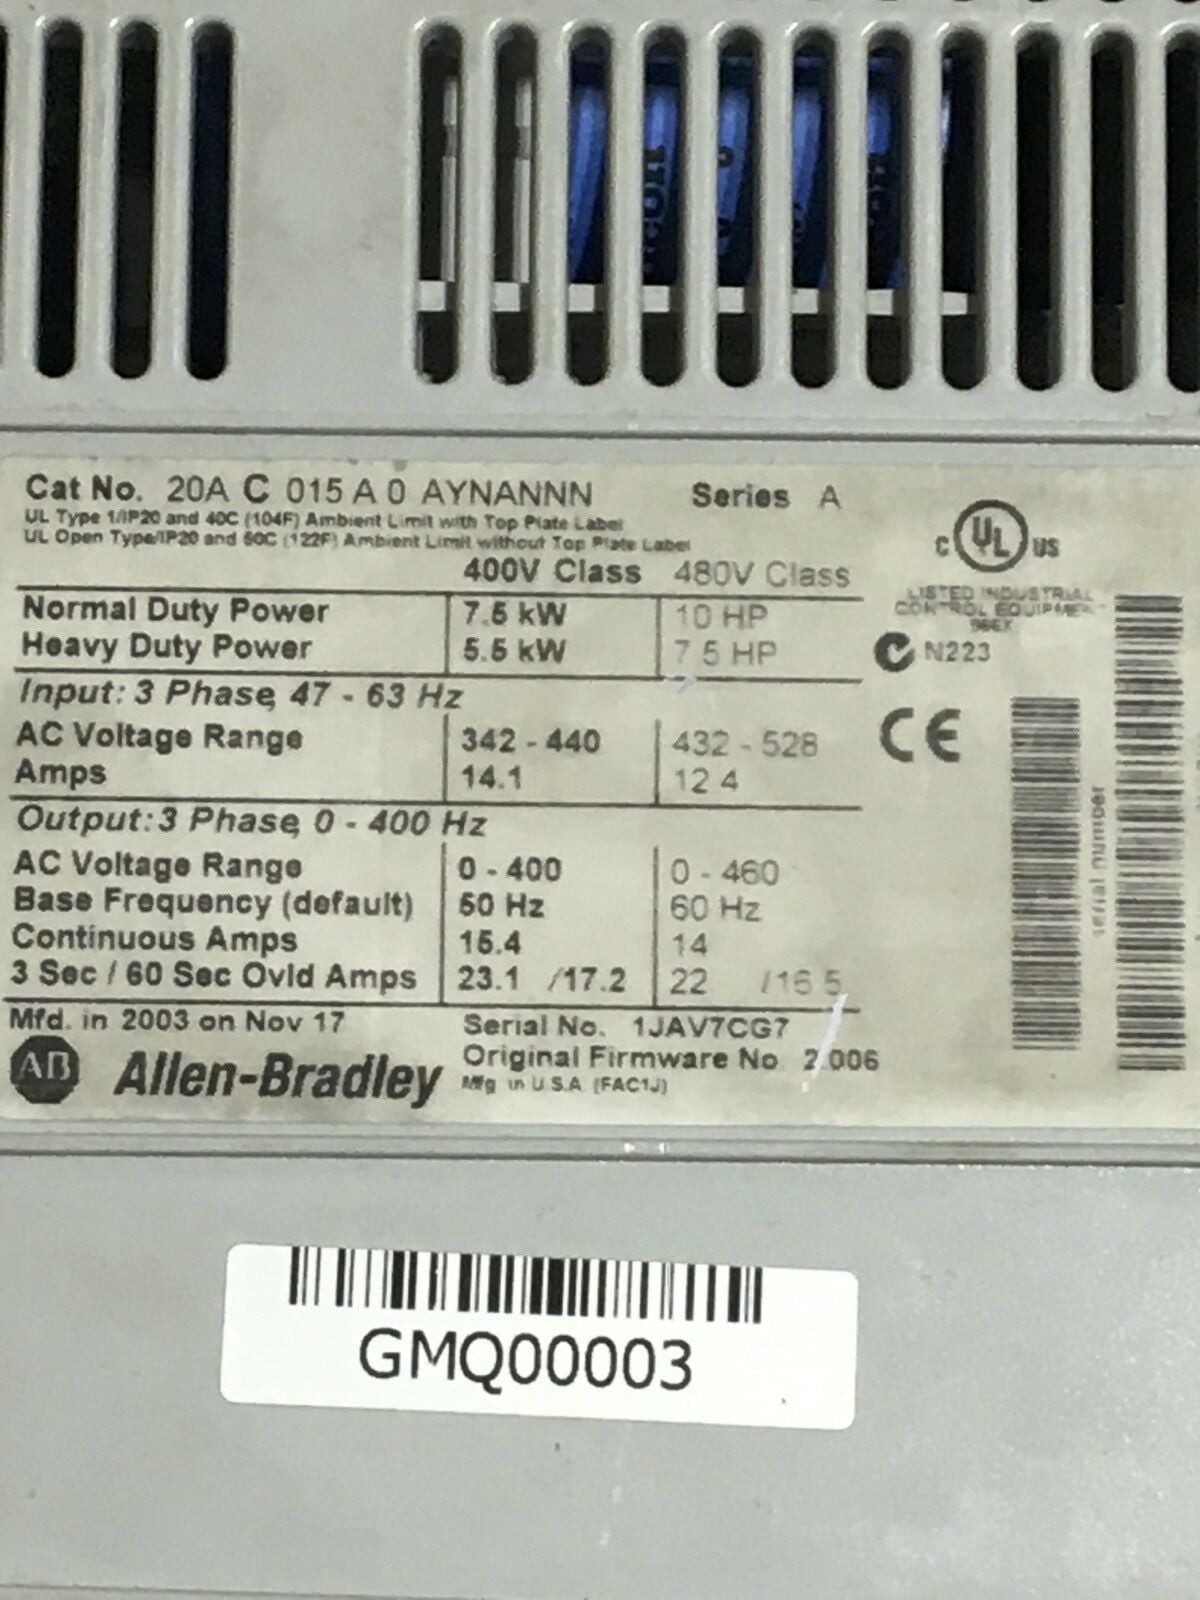 Cat No. 20A C 015 A 0 AYNANNN Series A
UL Type 1/IP20 and 40C (104F) Ambient Limit with Top Plate Label
UL Open Type/IP20 and 50C (122F) Ambient Limit without Top Plate Label
400V Class 480V Class
Normal Duty Power 7.5 kW 10 HP
Heavy Duty Power 5.5 kW 7.5 HP
Input: 3 Phase, 47 - 63 Hz
AC Voltage Range 342 - 440 432 - 528
Amps 14.1 12.4
Output: 3 Phase, 0 - 400 Hz
AC Voltage Range 0 - 400 0 - 460
Base Frequency (default) 50 Hz 60 Hz
Continuous Amps 15.4 14
3 Sec / 60 Sec Ovld Amps 23.1 /17.2 22 /16.5
Mfd. in 2003 on Nov 17 Serial No. 1JAV7CG7
Original Firmware No 2.006
Mfg in U.S.A. (FAC1J)
AB Allen-Bradley
C UL US
LISTED INDUSTRIAL
CONTROL EQUIPMENT
N223
CE
serial number
GMQ00003